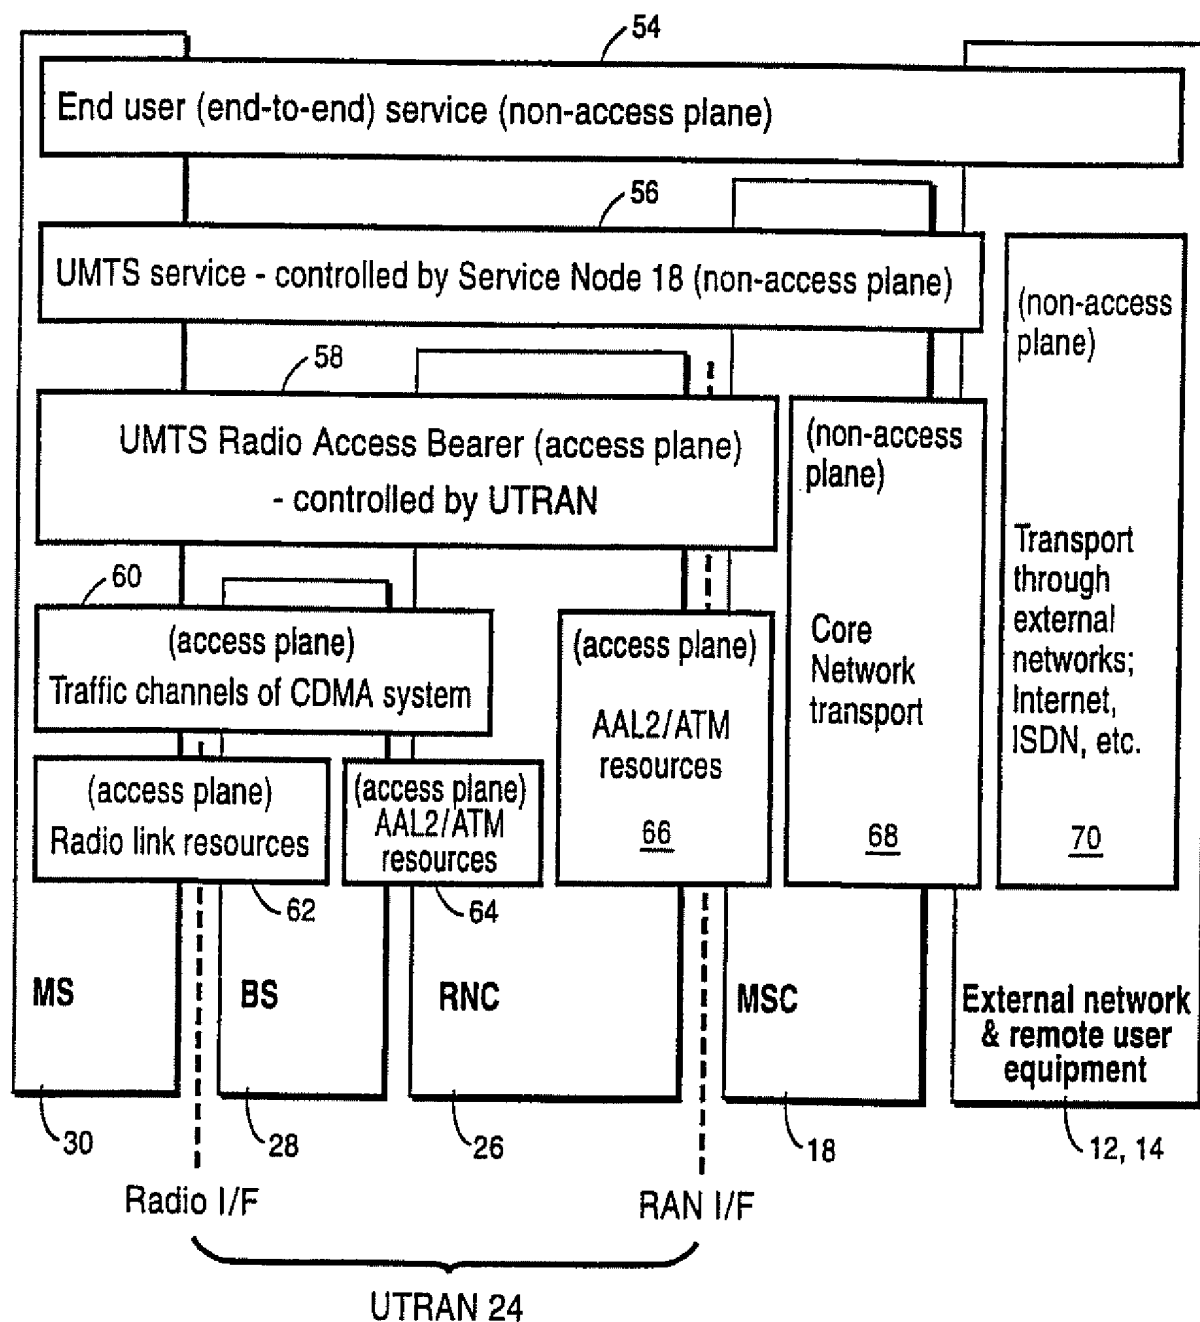 54
End user (end-to-end) service (non-access plane)
56
UMTS service - controlled by Service Node 18 (non-access plane)
(non-access
plane)
Transport
through
external
networks;
Internet,
ISDN, etc.
70
58
UMTS Radio Access Bearer (access plane)
- controlled by UTRAN
(non-access
plane)
Core
Network
transport
68
60
(access plane)
Traffic channels of CDMA system
(access plane)
AAL2/ATM
resources
66
(access plane)
Radio link resources
62
(access plane)
AAL2/ATM
resources
64
MS
BS
RNC
MSC
External network
& remote user
equipment
30
28
26
18
12, 14
Radio I/F
RAN I/F
UTRAN 24